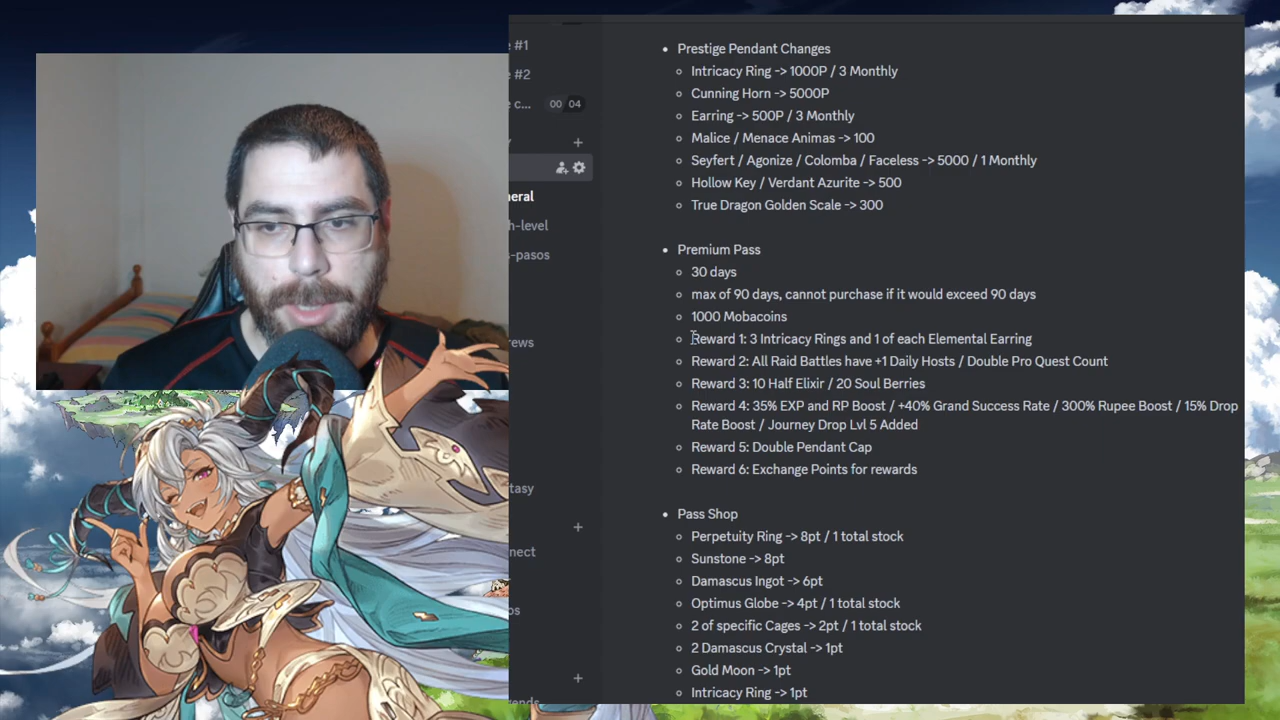 e #1
e #2
e c... 00 04
eneral
h-level
s-pasos
rews
tasy
nnect
os
ends
Prestige Pendant Changes
Intricacy Ring -> 1000P / 3 Monthly
Cunning Horn -> 5000P
Earring -> 500P / 3 Monthly
Malice / Menace Animas -> 100
Seyfert / Agonize / Colomba / Faceless -> 5000 / 1 Monthly
Hollow Key / Verdant Azurite -> 500
True Dragon Golden Scale -> 300
Premium Pass
30 days
max of 90 days, cannot purchase if it would exceed 90 days
1000 Mobacoins
Reward 1: 3 Intricacy Rings and 1 of each Elemental Earring
Reward 2: All Raid Battles have +1 Daily Hosts / Double Pro Quest Count
Reward 3: 10 Half Elixir / 20 Soul Berries
Reward 4: 35% EXP and RP Boost / +40% Grand Success Rate / 300% Rupee Boost / 15% Drop
Rate Boost / Journey Drop Lvl 5 Added
Reward 5: Double Pendant Cap
Reward 6: Exchange Points for rewards
Pass Shop
Perpetuity Ring -> 8pt / 1 total stock
Sunstone -> 8pt
Damascus Ingot -> 6pt
Optimus Globe -> 4pt / 1 total stock
2 of specific Cages -> 2pt / 1 total stock
2 Damascus Crystal -> 1pt
Gold Moon -> 1pt
Intricacy Ring -> 1pt